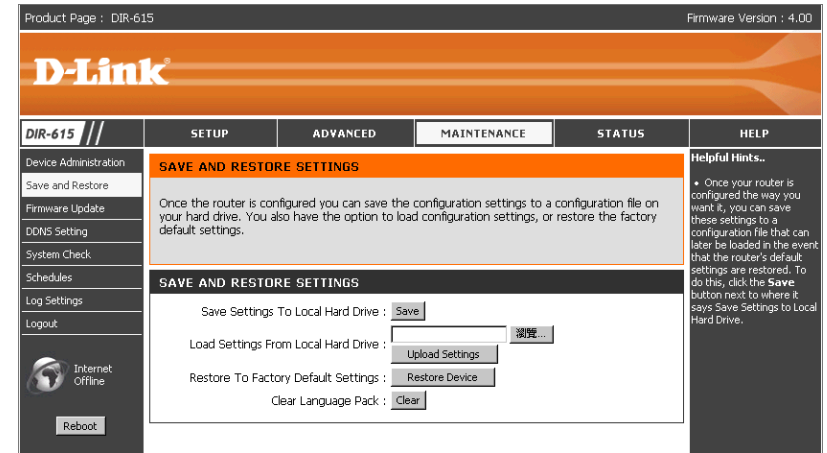 Product Page : DIR-615
Firmware Version : 4.00
D-Link
DIR-615
SETUP
ADVANCED
MAINTENANCE
STATUS
HELP
Device Administration
Save and Restore
Firmware Update
DDNS Setting
System Check
Schedules
Log Settings
Logout
Internet
Offline
Reboot
SAVE AND RESTORE SETTINGS
Once the router is configured you can save the configuration settings to a configuration file on
your hard drive. You also have the option to load configuration settings, or restore the factory
default settings.
SAVE AND RESTORE SETTINGS
Save Settings To Local Hard Drive : Save
Load Settings From Local Hard Drive : 瀏覽...
Upload Settings
Restore To Factory Default Settings : Restore Device
Clear Language Pack : Clear
Helpful Hints..
• Once your router is
configured the way you
want it, you can save
these settings to a
configuration file that can
later be loaded in the event
that the router's default
settings are restored. To
do this, click the Save
button next to where it
says Save Settings to Local
Hard Drive.